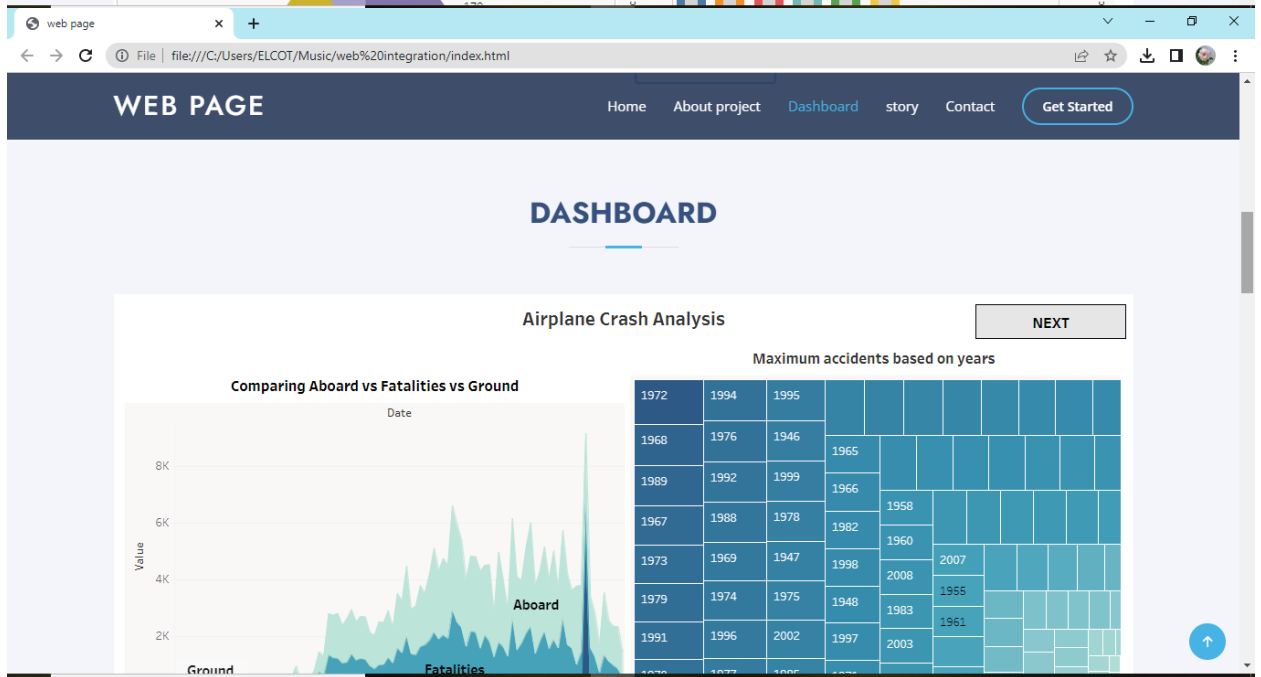 web page
File | file:///C:/Users/ELCOT/Music/web%20integration/index.html
WEB PAGE
Home About project Dashboard story Contact Get Started
DASHBOARD
Airplane Crash Analysis
NEXT
Comparing Aboard vs Fatalities vs Ground
Date
8K
6K
4K
2K
Value
Aboard
Ground
Fatalities
Maximum accidents based on years
1972 1994 1995
1968 1976 1946 1965
1989 1992 1999 1966
1967 1988 1978 1982 1958
1973 1969 1947 1998 1960 2007
1979 1974 1975 1948 2008 1955
1991 1996 2002 1997 1983 1961
2003